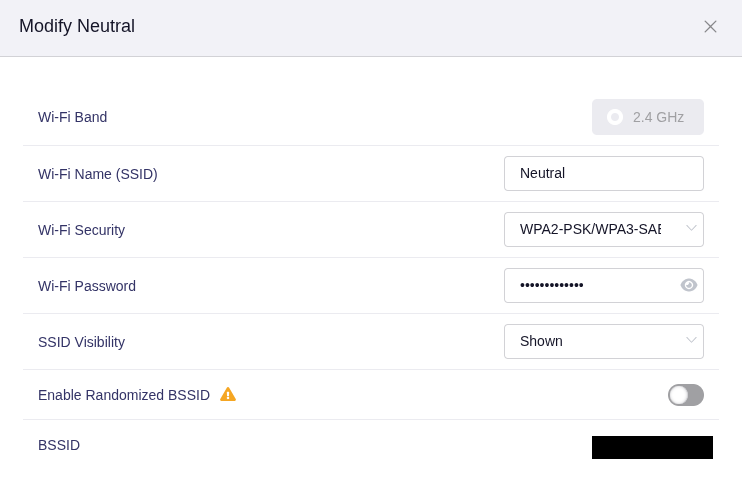 Modify Neutral
Wi-Fi Band
2.4 GHz
Wi-Fi Name (SSID)
Neutral
Wi-Fi Security
WPA2-PSK/WPA3-SAE
Wi-Fi Password
•••••••••••••
SSID Visibility
Shown
Enable Randomized BSSID
BSSID